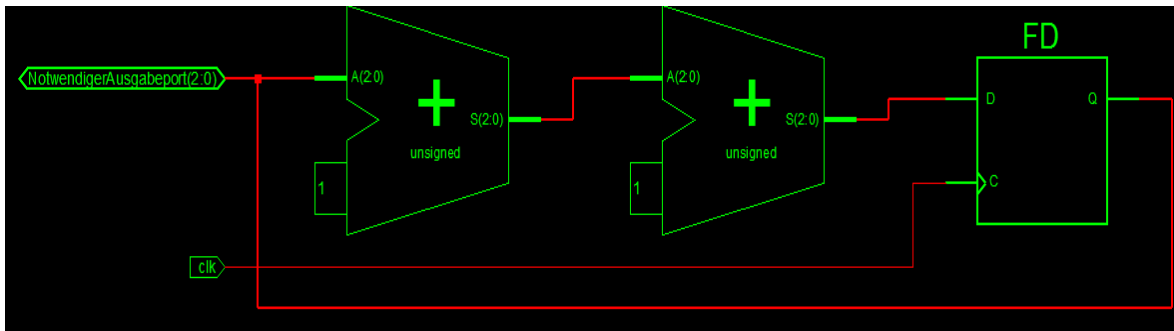 FD
NotwendigerAusgabeport(2:0)
A(2:0)
S(2:0)
unsigned
1
A(2:0)
S(2:0)
unsigned
1
D
Q
C
clk